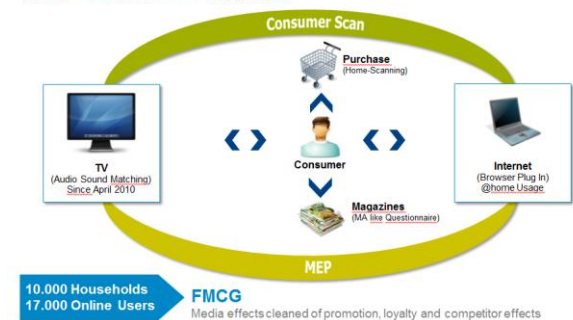 Consumer Scan
Purchase
(Home-Scanning)
TV
(Audio Sound Matching)
Since April 2010
Consumer
Internet
(Browser Plug In)
@home Usage
Magazines
(MA like Questionnaire)
MEP
10.000 Households
17.000 Online Users
FMCG
Media effects cleaned of promotion, loyalty and competitor effects